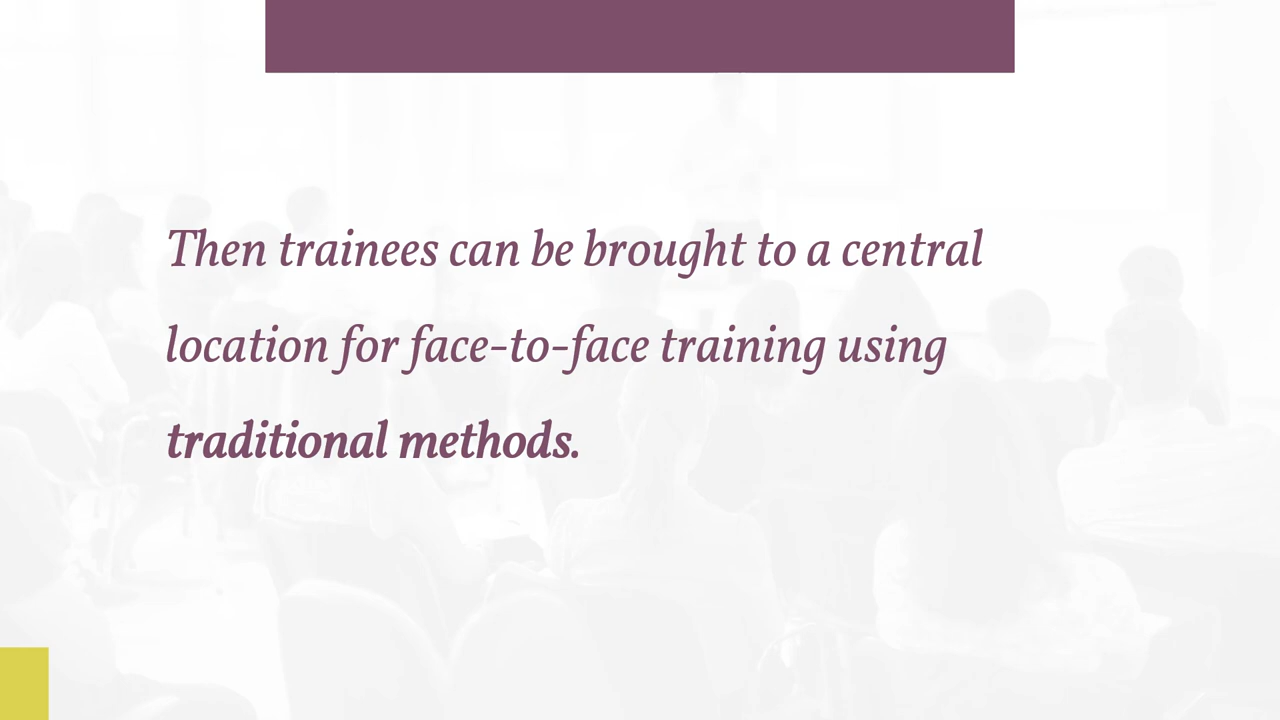 Then trainees can be brought to a central
location for face-to-face training using
traditional methods.